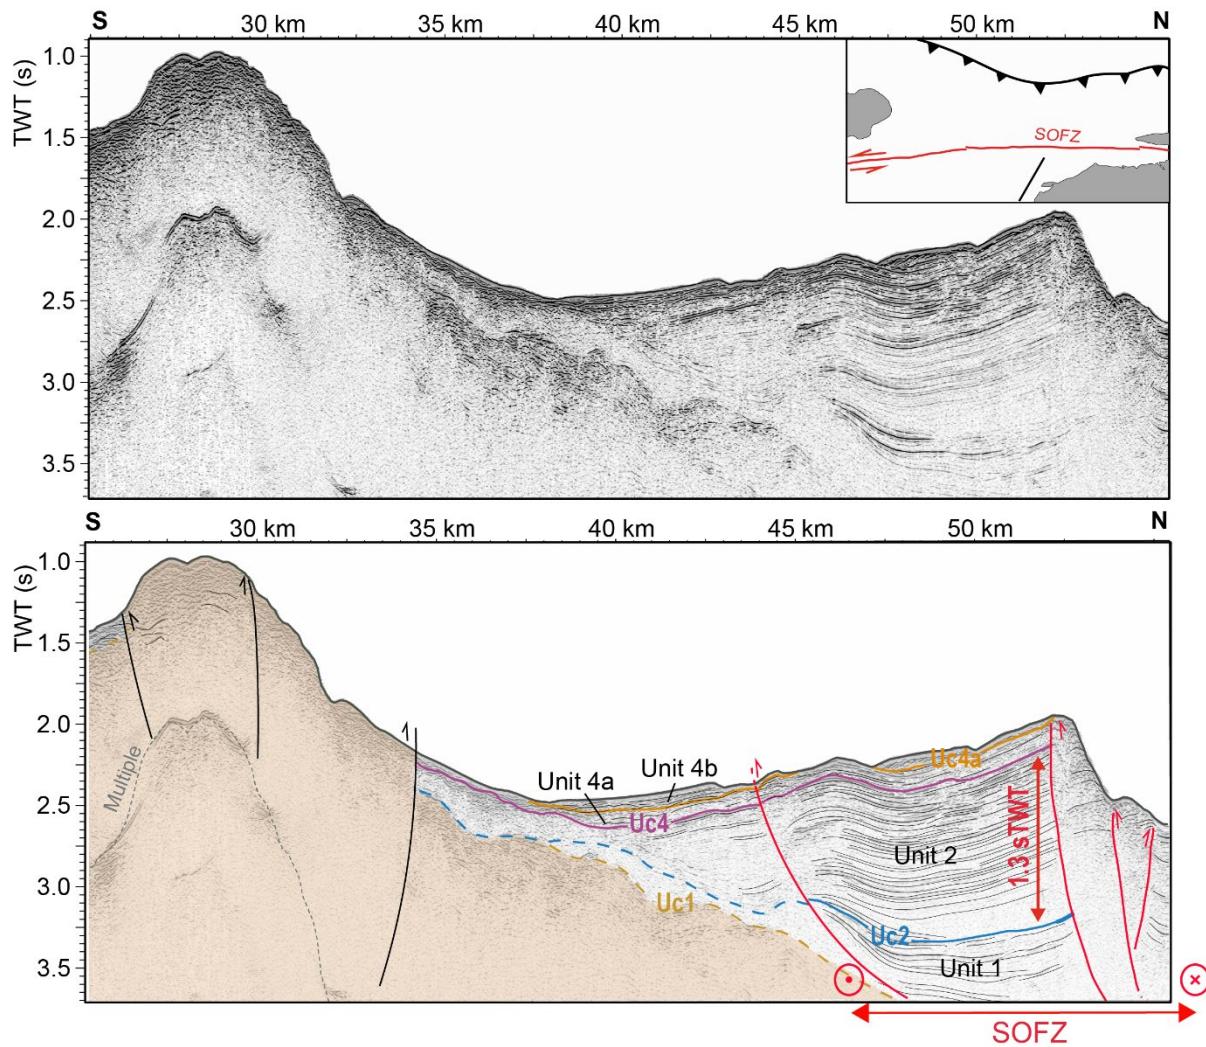 S 30 km 35 km 40 km 45 km 50 km N
TWT (s)
1.0
1.5
2.0
2.5
3.0
3.5
SOFZ
S 30 km 35 km 40 km 45 km 50 km N
TWT (s)
1.0
1.5
2.0
2.5
3.0
3.5
Multiple
Unit 4a
Unit 4b
Uc4a
Uc4
Unit 2
1.3 sTWT
Uc1
Uc2
Unit 1
SOFZ